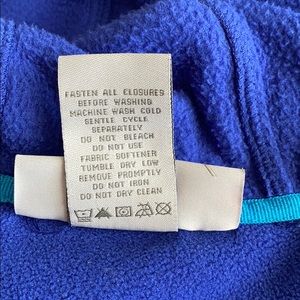 FASTEN ALL CLOSURES
BEFORE WASHING
MACHINE WASH COLD
GENTLE CYCLE
SEPARATELY
DO NOT BLEACH
DO NOT USE
FABRIC SOFTENER
TUMBLE DRY LOW
REMOVE PROMPTLY
DO NOT IRON
DO NOT DRY CLEAN